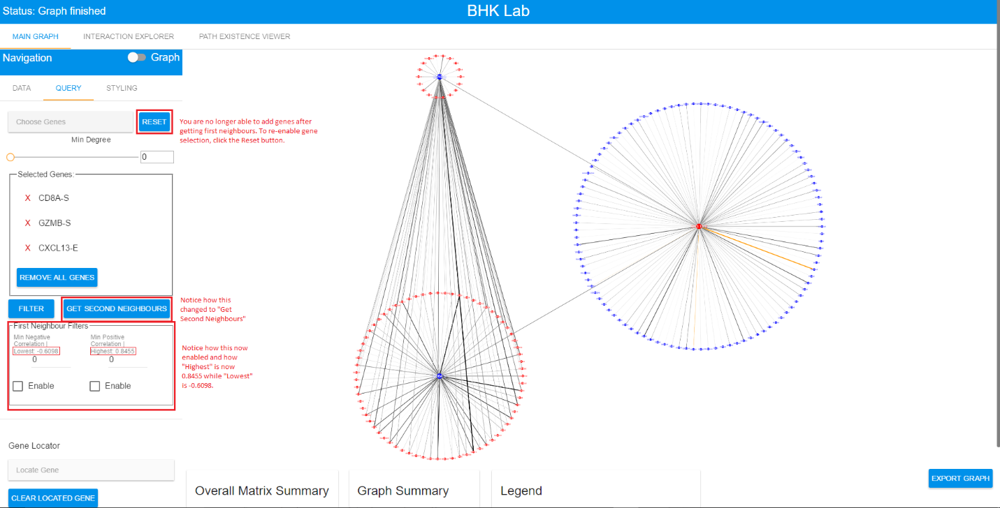 Status: Graph finished
BHK Lab
MAIN GRAPH
INTERACTION EXPLORER
PATH EXISTENCE VIEWER
Navigation
Graph
DATA
QUERY
STYLING
Choose Genes
RESET
You are no longer able to add genes after
getting first neighbours. To re-enable gene
selection, click the Reset button.
Min Degree
0
Selected Genes:
X CD8A-S
X GZMB-S
X CXCL13-E
REMOVE ALL GENES
FILTER
GET SECOND NEIGHBOURS
Notice how this
changed to "Get
Second Neighbours"
First Neighbour Filters
Min Negative
Correlation |
Lowest: -0.6098
0
Min Positive
Correlation |
Highest: 0.8455
0
Enable
Enable
Notice how this now
enabled and how
"Highest" is now
0.8455 while "Lowest"
is -0.6098.
Gene Locator
Locate Gene
CLEAR LOCATED GENE
Overall Matrix Summary
Graph Summary
Legend
EXPORT GRAPH